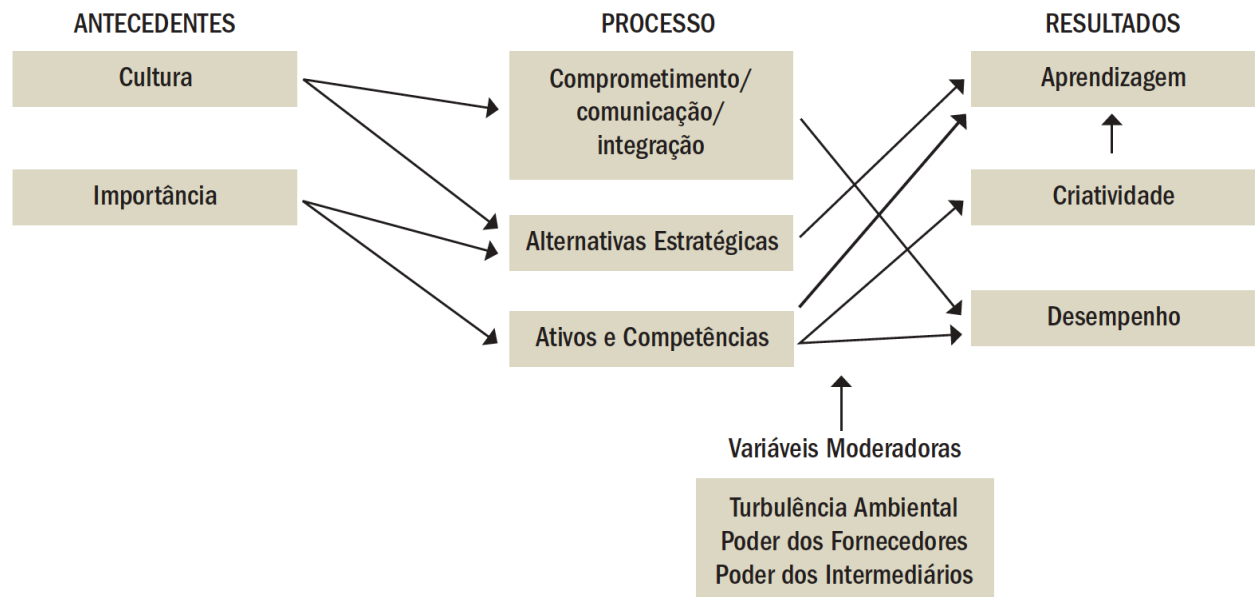 ANTECEDENTES
Cultura
Importância
PROCESSO
Comprometimento/
comunicação/
integração
Alternativas Estratégicas
Ativos e Competências
RESULTADOS
Aprendizagem
Criatividade
Desempenho
Variáveis Moderadoras
Turbulência Ambiental
Poder dos Fornecedores
Poder dos Intermediários